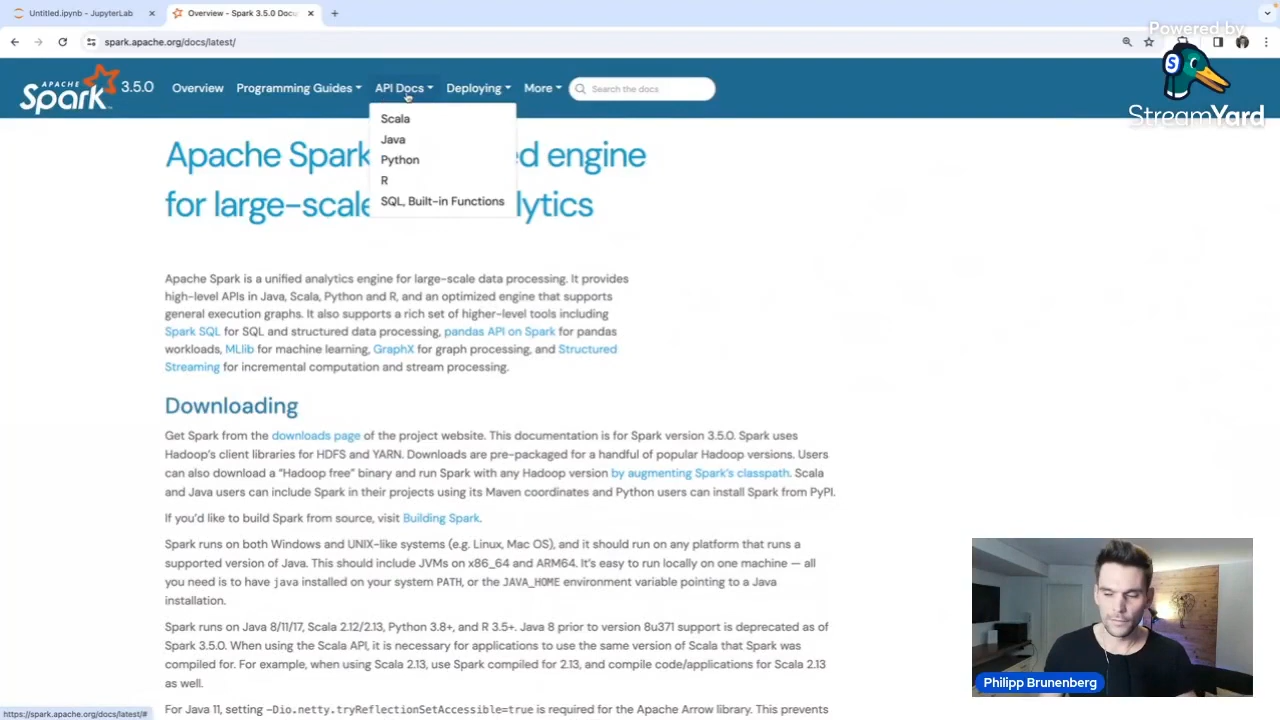 Untitled.ipynb - JupyterLab
Overview - Spark 3.5.0 Docu
spark.apache.org/docs/latest/
Powered by
StreamYard
APACHE
Spark
3.5.0
Overview
Programming Guides
API Docs
Deploying
More
Search the docs
Scala
Java
Python
R
SQL, Built-in Functions
Apache Spark d engine
for large-scale lytics
Apache Spark is a unified analytics engine for large-scale data processing. It provides
high-level APIs in Java, Scala, Python and R, and an optimized engine that supports
general execution graphs. It also supports a rich set of higher-level tools including
Spark SQL for SQL and structured data processing, pandas API on Spark for pandas
workloads, MLlib for machine learning, GraphX for graph processing, and Structured
Streaming for incremental computation and stream processing.
Downloading
Get Spark from the downloads page of the project website. This documentation is for Spark version 3.5.0. Spark uses
Hadoop's client libraries for HDFS and YARN. Downloads are pre-packaged for a handful of popular Hadoop versions. Users
can also download a "Hadoop free" binary and run Spark with any Hadoop version by augmenting Spark's classpath. Scala
and Java users can include Spark in their projects using its Maven coordinates and Python users can install Spark from PyPI.
If you'd like to build Spark from source, visit Building Spark.
Spark runs on both Windows and UNIX-like systems (e.g. Linux, Mac OS), and it should run on any platform that runs a
supported version of Java. This should include JVMs on x86_64 and ARM64. It's easy to run locally on one machine — all
you need is to have java installed on your system PATH, or the JAVA_HOME environment variable pointing to a Java
installation.
Spark runs on Java 8/11/17, Scala 2.12/2.13, Python 3.8+, and R 3.5+. Java 8 prior to version 8u371 support is deprecated as of
Spark 3.5.0. When using the Scala API, it is necessary for applications to use the same version of Scala that Spark was
compiled for. For example, when using Scala 2.13, use Spark compiled for 2.13, and compile code/applications for Scala 2.13
as well.
For Java 11, setting -Dio.netty.tryReflectionSetAccessible=true is required for the Apache Arrow library. This prevents
https://spark.apache.org/docs/latest/#
Philipp Brunenberg